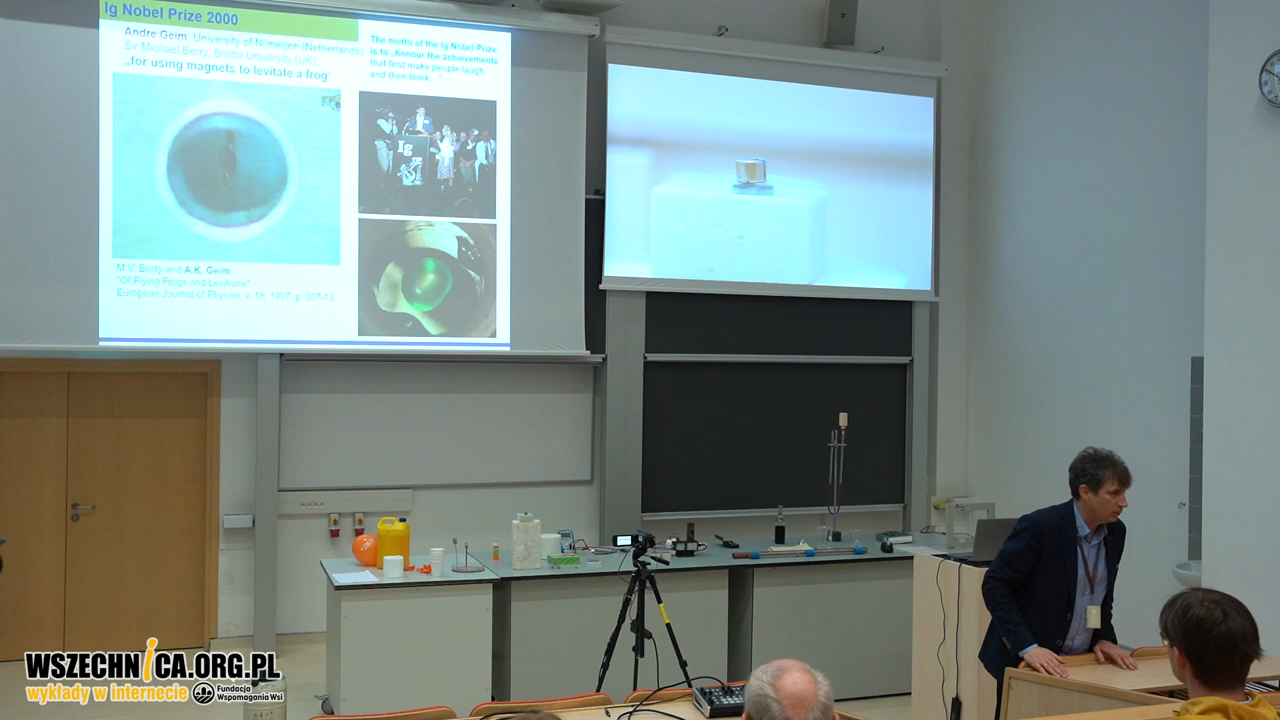 Ig Nobel Prize 2000
Andre Geim, University of Nijmegen (Netherlands)
Sir Michael Berry, Bristol University (UK),
„for using magnets to levitate a frog"
The motto of the Ig Nobel Prize
is to „honour the achievements
that first make people laugh
and then think..."
Ig
M.V. Berry and A.K. Geim,
"Of Flying Frogs and Levitrons"
European Journal of Physics, v. 18, 1997, p. 307-13.
WSZECHNICA.ORG.PL
wykłady w internecie
Fundacja
Wspomagania Wsi